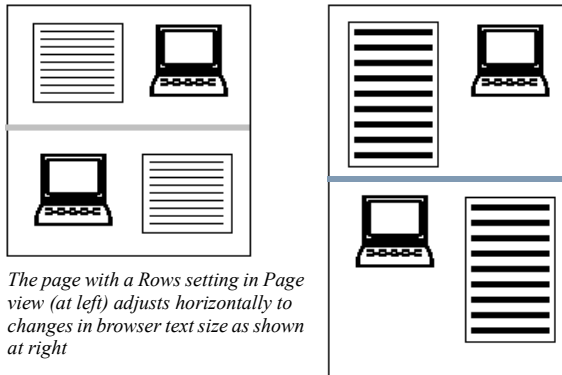 The page with a Rows setting in Page
view (at left) adjusts horizontally to
changes in browser text size as shown
at right